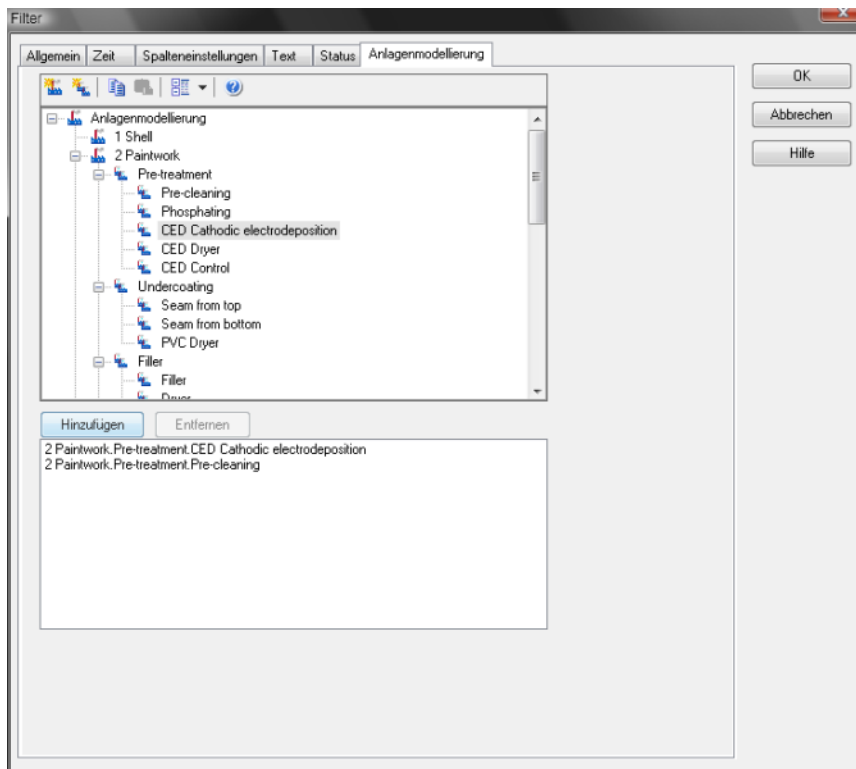 Filter
Allgemein Zeit Spalteneinstellungen Text Status Anlagenmodellierung
OK
Abbrechen
Hilfe
Anlagenmodellierung
1 Shell
2 Paintwork
Pre-treatment
Pre-cleaning
Phosphating
CED Cathodic electrodeposition
CED Dryer
CED Control
Undercoating
Seam from top
Seam from bottom
PVC Dryer
Filler
Filler
Dryer
Hinzufügen Entfernen
2 Paintwork.Pre-treatment.CED Cathodic electrodeposition
2 Paintwork.Pre-treatment.Pre-cleaning